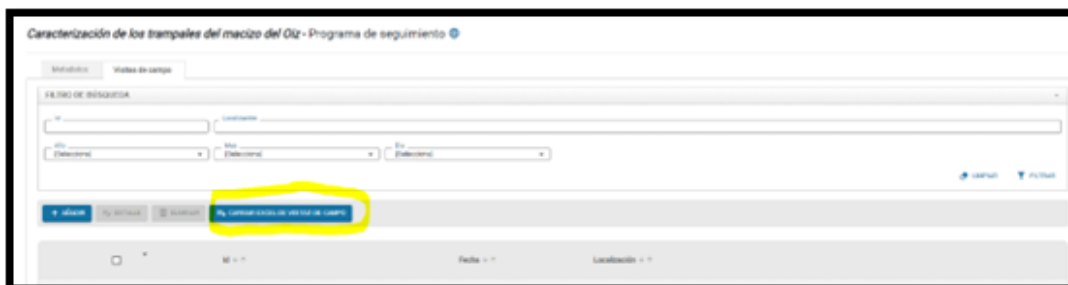 Caracterización de los trampales del macizo del Oiz - Programa de seguimiento
Metadatos Visitas de campo
FILTRO DE BÚSQUEDA
Id Localización
Año Mes Día
(Selecciona) (Selecciona) (Selecciona)
LIMPIAR FILTRAR
+ AÑADIR DETALLE ELIMINAR CARGAR EXCEL DE VISITAS DE CAMPO
Id Fecha Localización